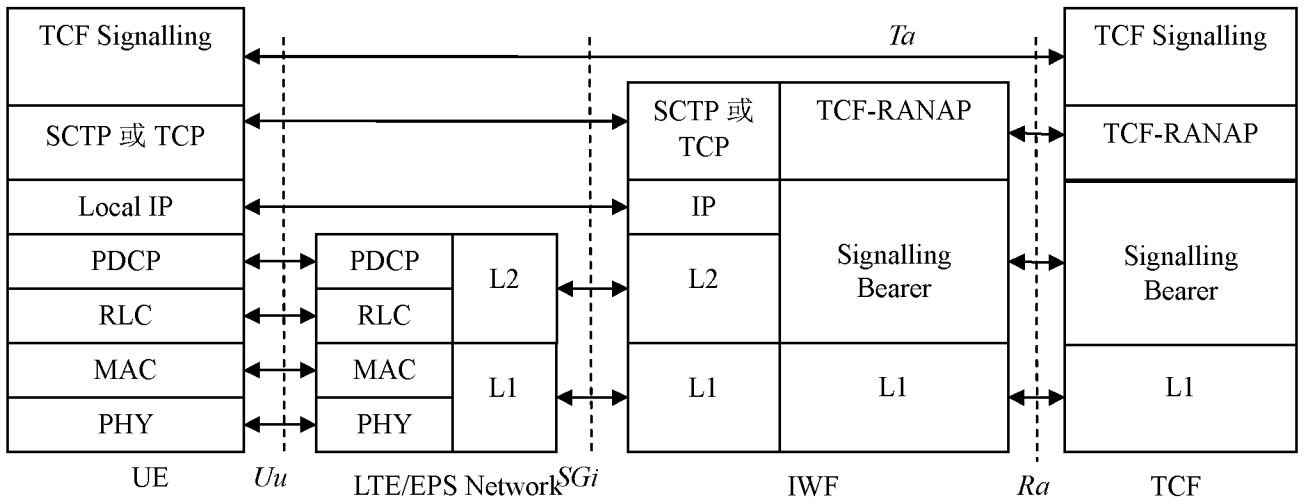 TCF Signalling
SCTP 或 TCP
Local IP
PDCP
RLC
MAC
PHY
UE
Uu
PDCP
RLC
MAC
PHY
L2
L1
LTE/EPS Network
SGi
Ta
SCTP 或
TCP
IP
L2
L1
TCF-RANAP
Signalling
Bearer
L1
IWF
Ra
TCF Signalling
TCF-RANAP
Signalling
Bearer
L1
TCF